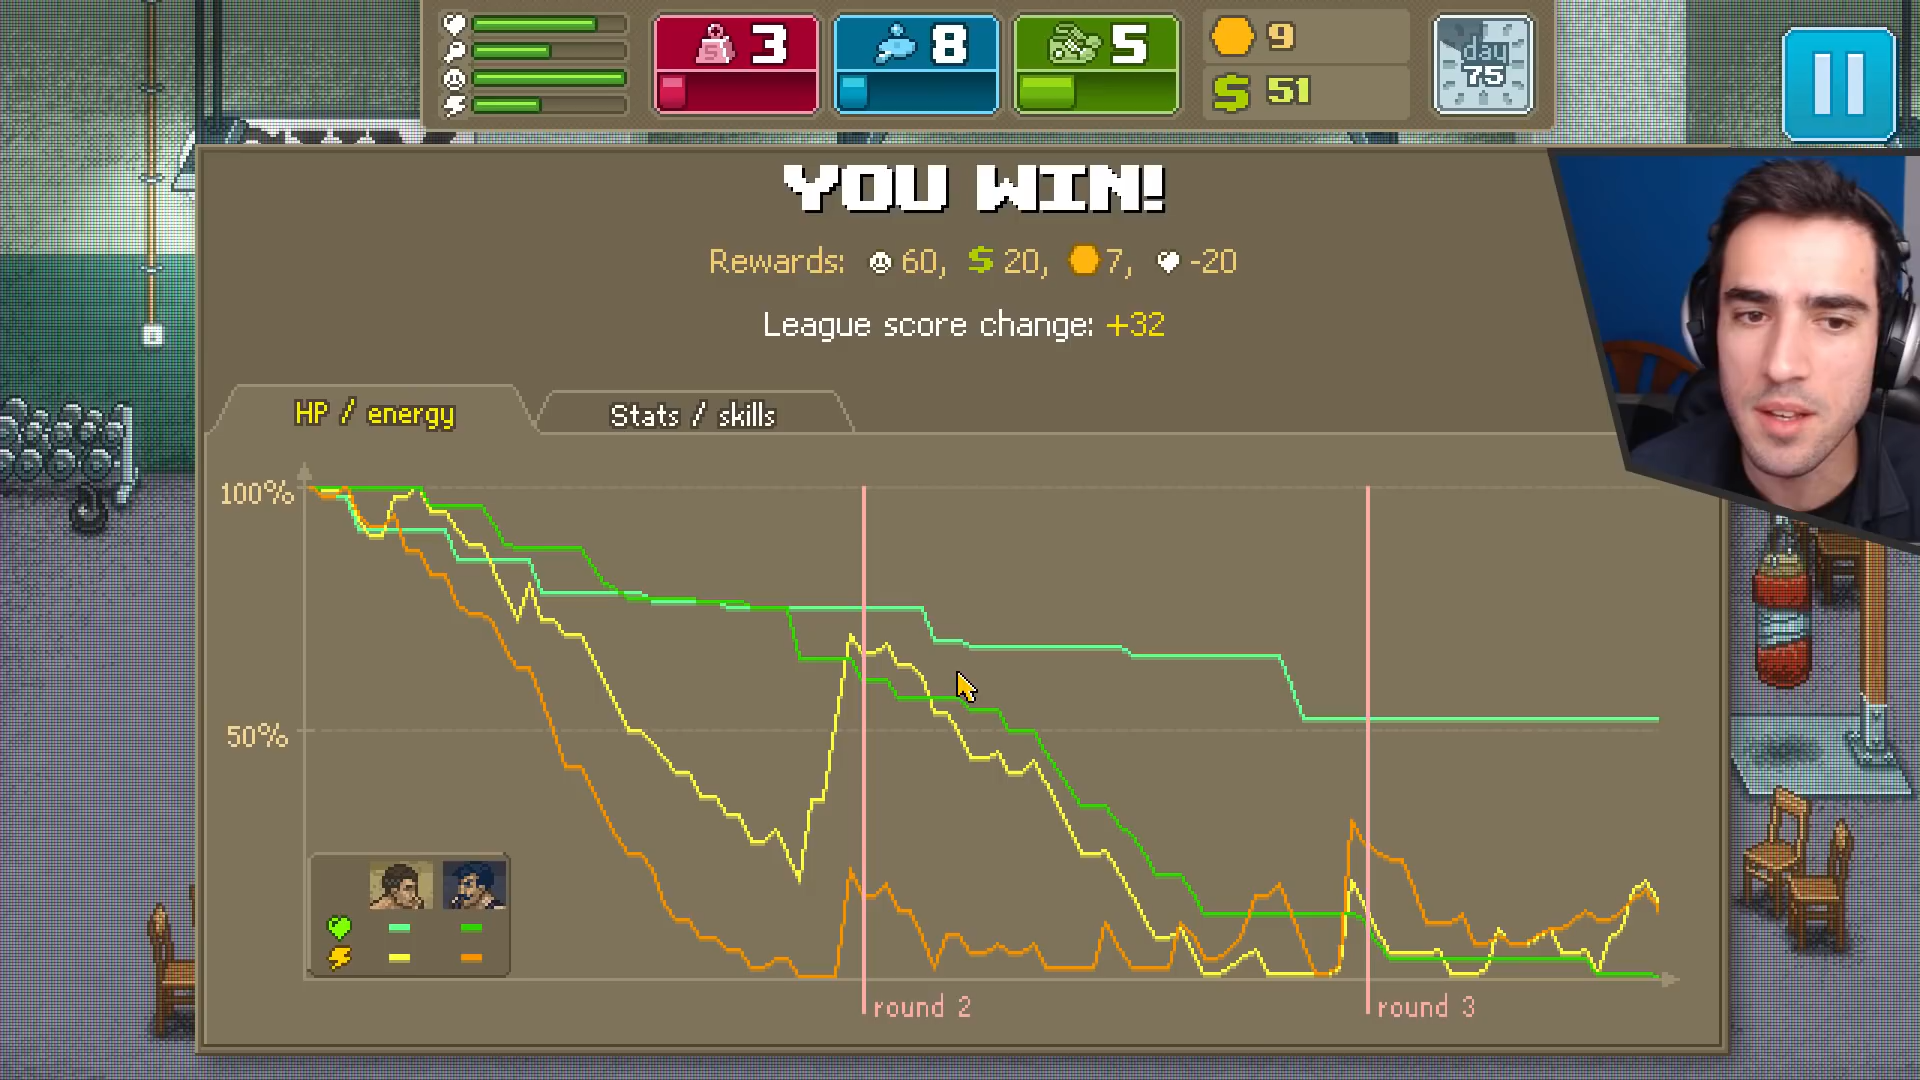 3
8
5
9
51
day
75
YOU WIN!
Rewards: 60, $ 20, 7, -20
League score change: +32
HP / energy
Stats / skills
100%
50%
round 2
round 3